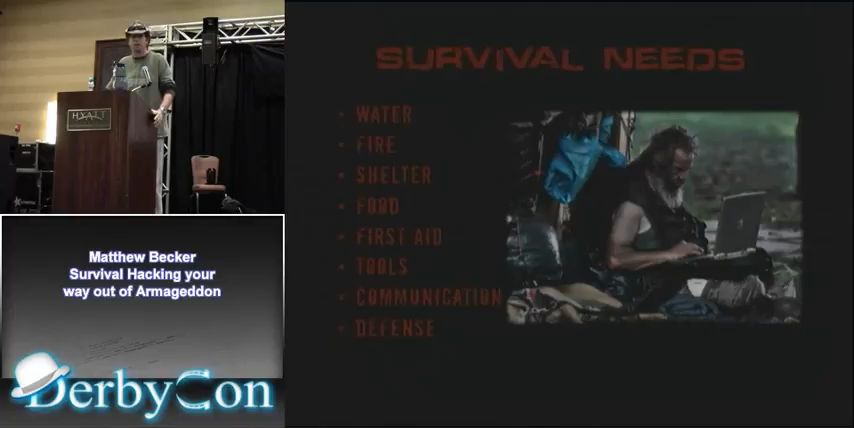 HYATT
Matthew Becker
Survival Hacking your
way out of Armageddon
DerbyCon
SURVIVAL NEEDS
• WATER
• FIRE
• SHELTER
• FOOD
• FIRST AID
• TOOLS
• COMMUNICATION
• DEFENSE